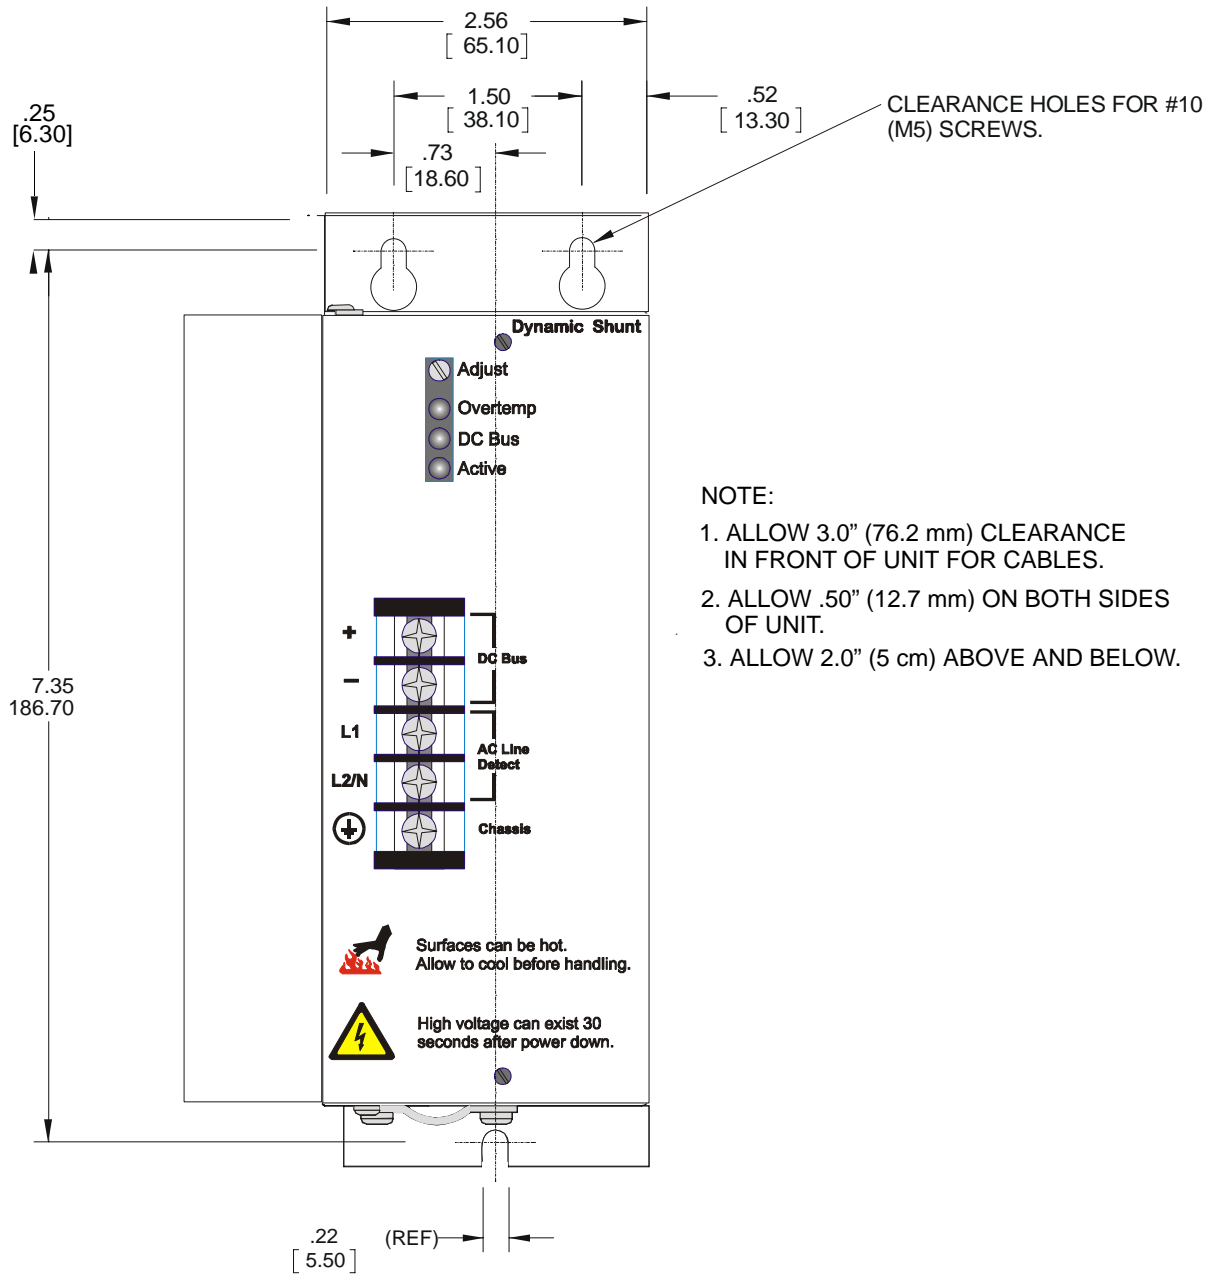 2.56
[ 65.10 ]
1.50
[ 38.10 ]
.52
[ 13.30 ]
.73
[18.60 ]
.25
[6.30]
CLEARANCE HOLES FOR #10
(M5) SCREWS.
Dynamic Shunt
Adjust
Overtemp
DC Bus
Active
NOTE:
1. ALLOW 3.0” (76.2 mm) CLEARANCE
IN FRONT OF UNIT FOR CABLES.
2. ALLOW .50” (12.7 mm) ON BOTH SIDES
OF UNIT.
3. ALLOW 2.0” (5 cm) ABOVE AND BELOW.
+
DC Bus
–
7.35
186.70
L1
AC Line
Detect
L2/N
Chassis
Surfaces can be hot.
Allow to cool before handling.
High voltage can exist 30
seconds after power down.
.22
[ 5.50 ]
(REF)